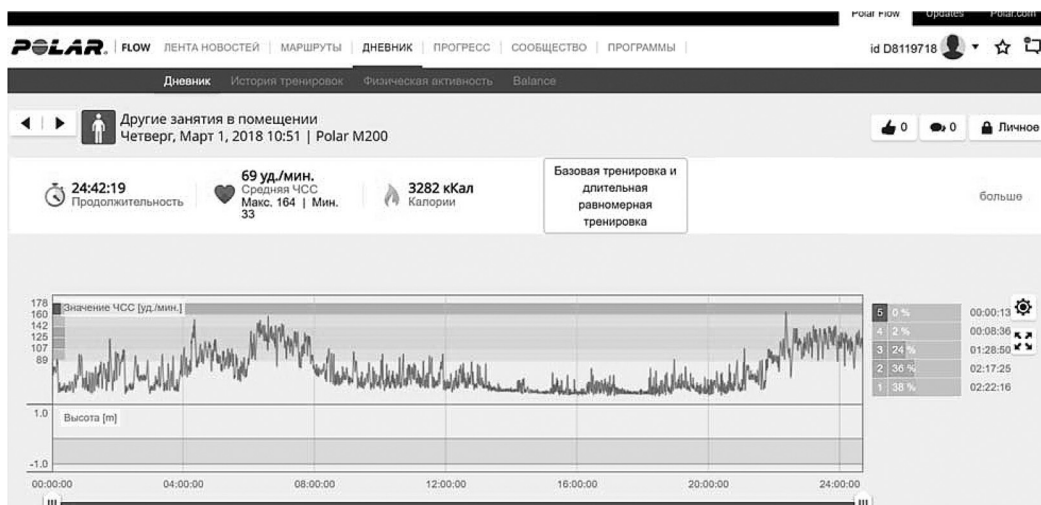 Polar Flow Updates Polar.com
POLAR. FLOW ЛЕНТА НОВОСТЕЙ МАРШРУТЫ ДНЕВНИК ПРОГРЕСС СООБЩЕСТВО ПРОГРАММЫ id D8119718
Дневник История тренировок Физическая активность Balance
Другие занятия в помещении
Четверг, Март 1, 2018 10:51 | Polar M200
0 0 Личное
24:42:19
Продолжительность
69 уд./мин.
Средняя ЧСС
Макс. 164 | Мин.
33
3282 кКал
Калории
Базовая тренировка и
длительная
равномерная
тренировка
больше
Значение ЧСС [уд./мин.]
178
160
142
125
107
89
5 0 % 00:00:13
4 2 % 00:08:36
3 24 % 01:28:50
2 36 % 02:17:25
1 38 % 02:22:16
1.0
Высота [m]
-1.0
00:00:00 04:00:00 08:00:00 12:00:00 16:00:00 20:00:00 24:00:00